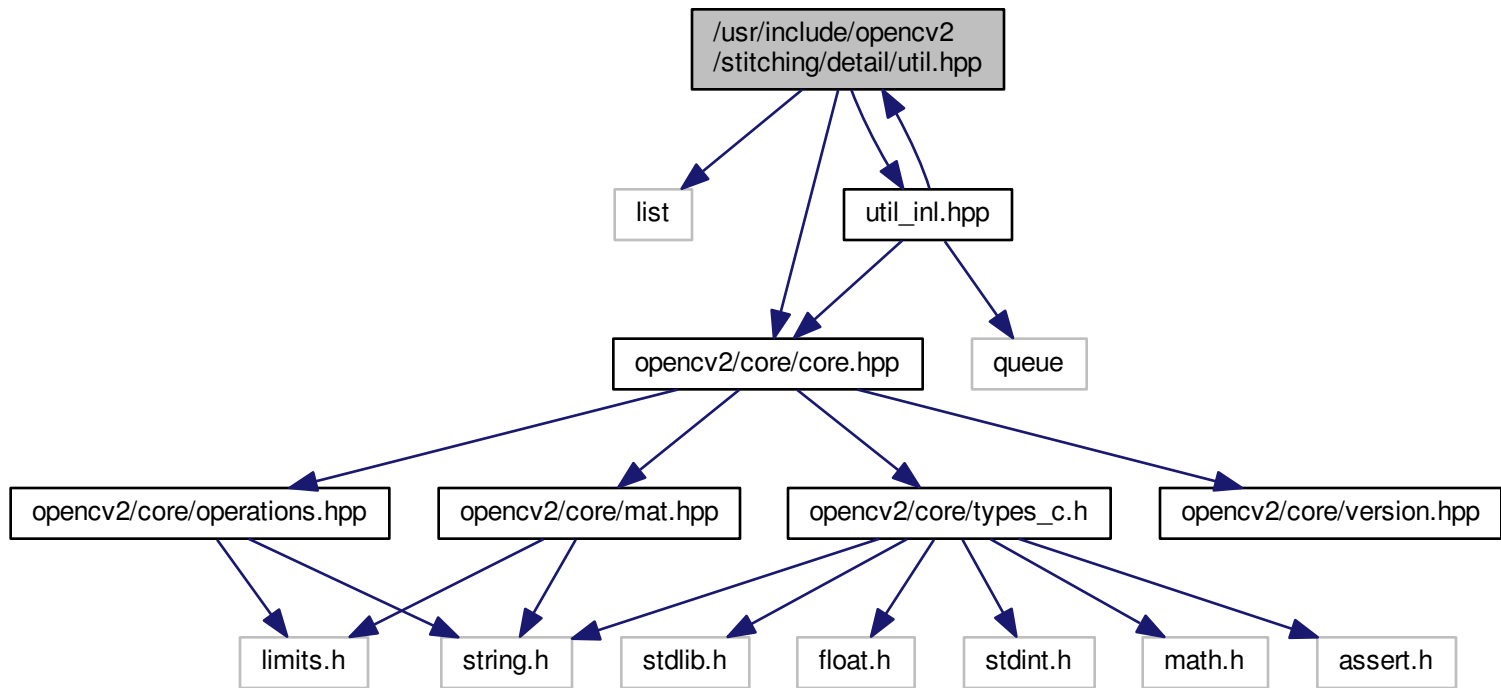 /usr/include/opencv2
/stitching/detail/util.hpp
list
util_inl.hpp
opencv2/core/core.hpp
queue
opencv2/core/operations.hpp
opencv2/core/mat.hpp
opencv2/core/types_c.h
opencv2/core/version.hpp
limits.h
string.h
stdlib.h
float.h
stdint.h
math.h
assert.h